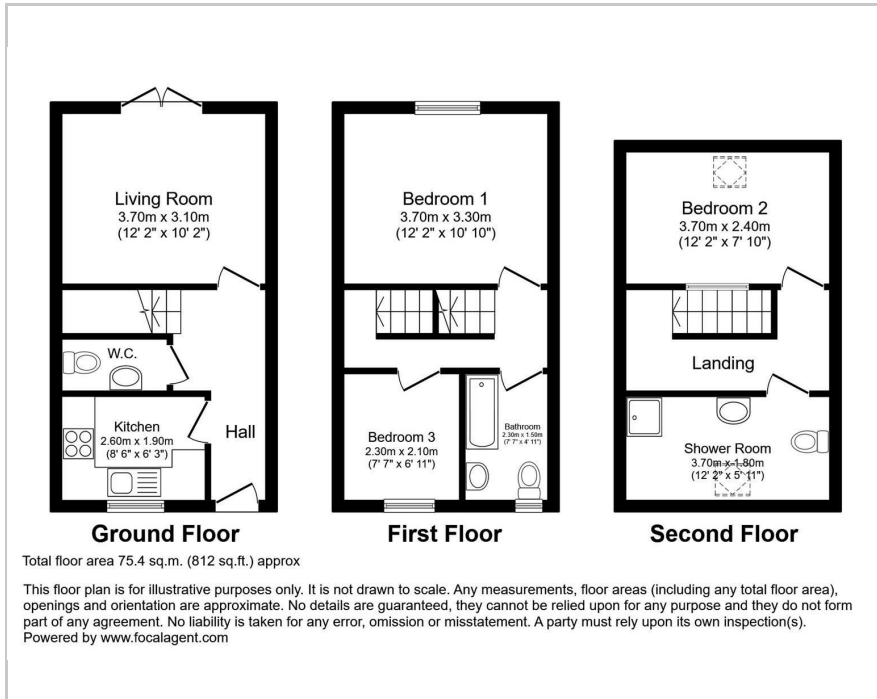 Living Room
3.70m x 3.10m
(12' 2" x 10' 2")
W.C.
Kitchen
2.60m x 1.90m
(8' 6" x 6' 3")
Hall
Ground Floor
Bedroom 1
3.70m x 3.30m
(12' 2" x 10' 10")
Bedroom 3
2.30m x 2.10m
(7' 7" x 6' 11")
Bathroom
2.30m x 1.50m
(7' 7" x 4' 11")
First Floor
Bedroom 2
3.70m x 2.40m
(12' 2" x 7' 10")
Landing
Shower Room
3.70m x 1.80m
(12' 2" x 5' 11")
Second Floor
Total floor area 75.4 sq.m. (812 sq.ft.) approx
This floor plan is for illustrative purposes only. It is not drawn to scale. Any measurements, floor areas (including any total floor area),
openings and orientation are approximate. No details are guaranteed, they cannot be relied upon for any purpose and they do not form
part of any agreement. No liability is taken for any error, omission or misstatement. A party must rely upon its own inspection(s).
Powered by www.focalagent.com